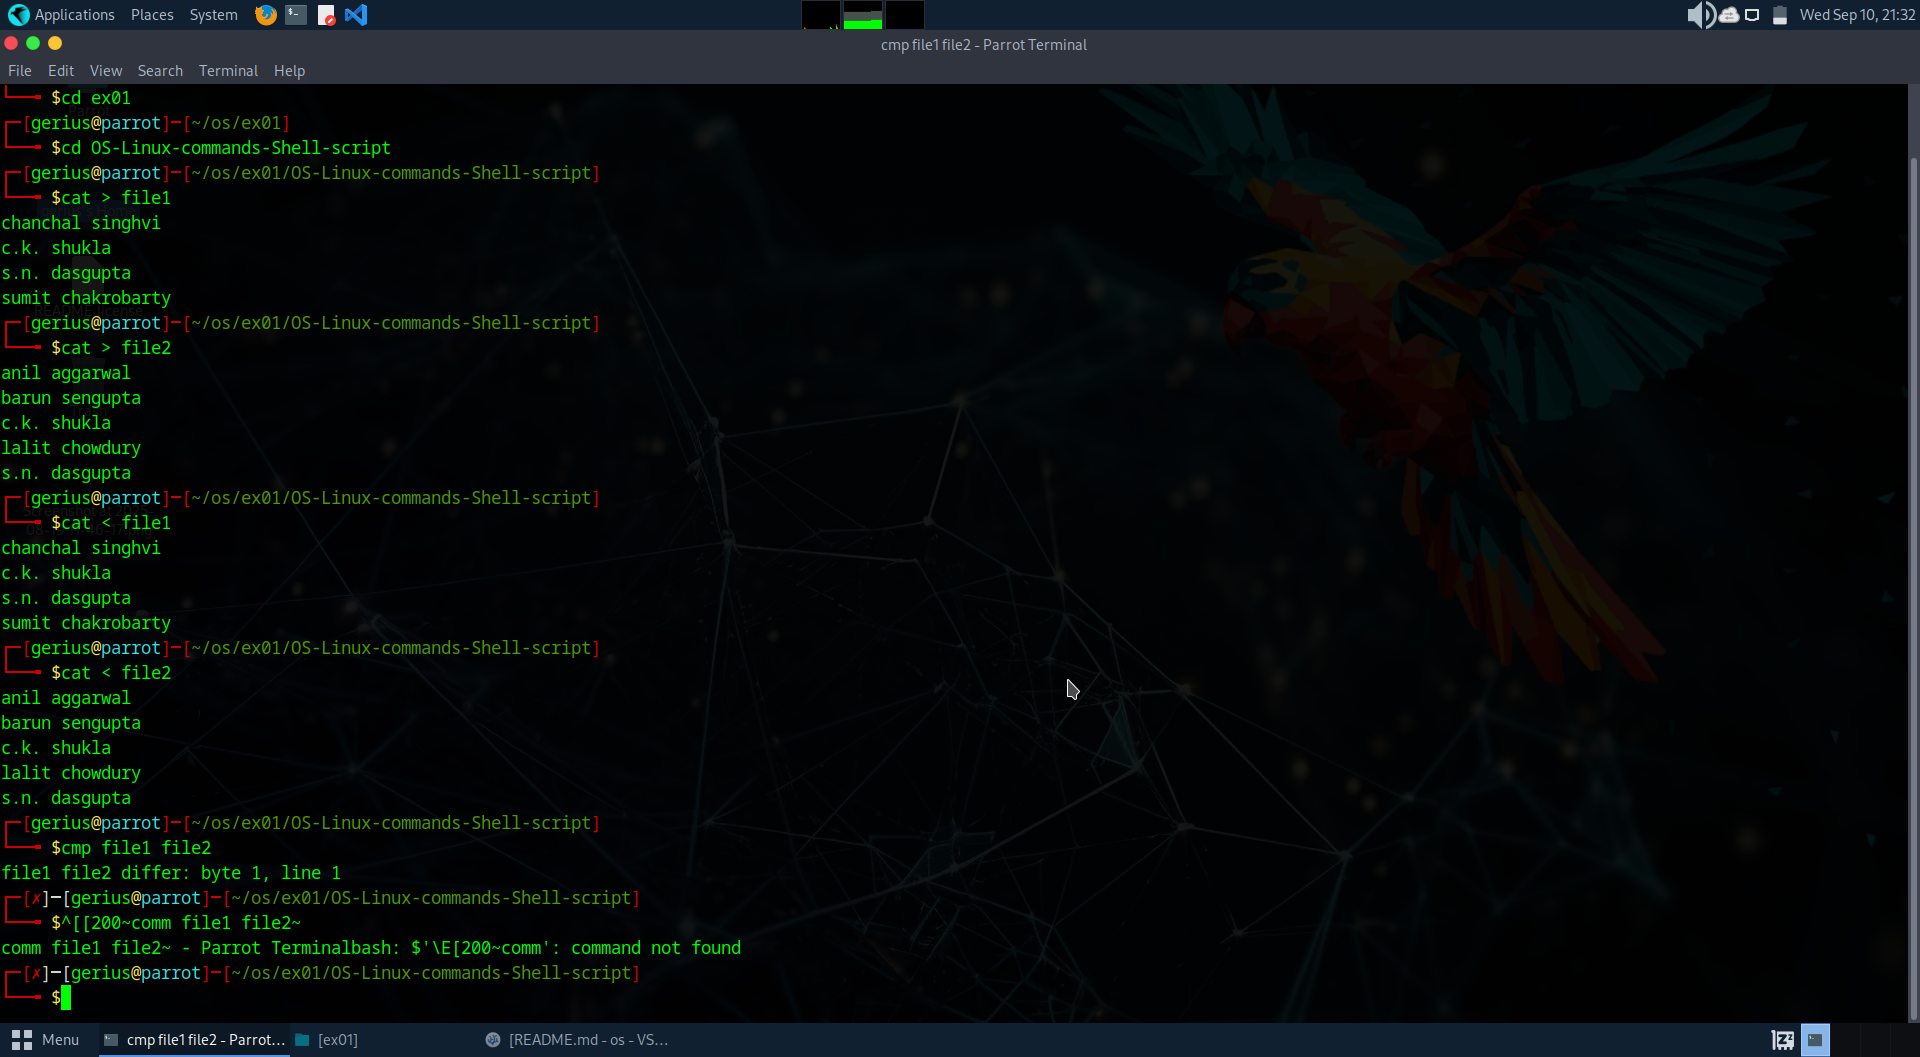 Applications Places System Wed Sep 10, 21:32
cmp file1 file2 - Parrot Terminal
File Edit View Search Terminal Help
$cd ex01
[gerius@parrot]─[~/os/ex01]
$cd OS-Linux-commands-Shell-script
[gerius@parrot]─[~/os/ex01/OS-Linux-commands-Shell-script]
$cat > file1
chanchal singhvi
c.k. shukla
s.n. dasgupta
sumit chakrobarty
[gerius@parrot]─[~/os/ex01/OS-Linux-commands-Shell-script]
$cat > file2
anil aggarwal
barun sengupta
c.k. shukla
lalit chowdury
s.n. dasgupta
[gerius@parrot]─[~/os/ex01/OS-Linux-commands-Shell-script]
$cat < file1
chanchal singhvi
c.k. shukla
s.n. dasgupta
sumit chakrobarty
[gerius@parrot]─[~/os/ex01/OS-Linux-commands-Shell-script]
$cat < file2
anil aggarwal
barun sengupta
c.k. shukla
lalit chowdury
s.n. dasgupta
[gerius@parrot]─[~/os/ex01/OS-Linux-commands-Shell-script]
$cmp file1 file2
file1 file2 differ: byte 1, line 1
[✗]─[gerius@parrot]─[~/os/ex01/OS-Linux-commands-Shell-script]
$^[[200~comm file1 file2~
comm file1 file2~ - Parrot Terminalbash: $'\E[200~comm': command not found
[✗]─[gerius@parrot]─[~/os/ex01/OS-Linux-commands-Shell-script]
$
Menu cmp file1 file2 - Parrot... [ex01] [README.md - os - VS...